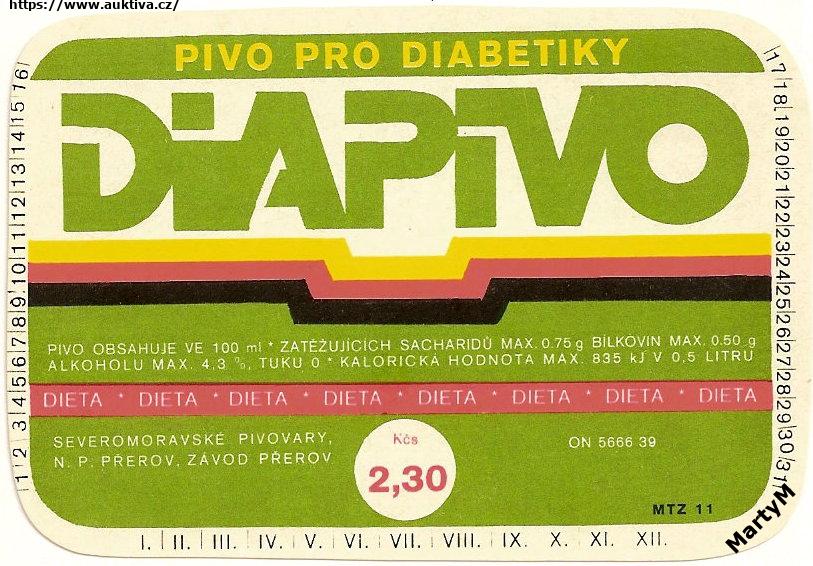 https://www.auktiva.cz/
PIVO PRO DIABETIKY
DIAPIVO
PIVO OBSAHUJE VE 100 ml * ZATĚŽUJÍCÍCH SACHARIDŮ MAX. 0.75 g BÍLKOVIN MAX. 0.50 g
ALKOHOLU MAX. 4,3 %, TUKU 0 * KALORICKÁ HODNOTA MAX. 835 kJ V 0,5 LITRU
DIETA * DIETA * DIETA * DIETA * DIETA * DIETA * DIETA * DIETA
SEVEROMORAVSKÉ PIVOVARY,
N. P. PŘEROV, ZÁVOD PŘEROV
Kčs
2,30
ON 5666 39
MTZ 11
1|2|3|4|5|6|7|8|9|10|11|12|13|14|15|16|
17|18|19|20|21|22|23|24|25|26|27|28|29|30|31
I. | II. | III. | IV. | V. | VI. | VII. | VIII. | IX. X. XI. XII.
MartyM